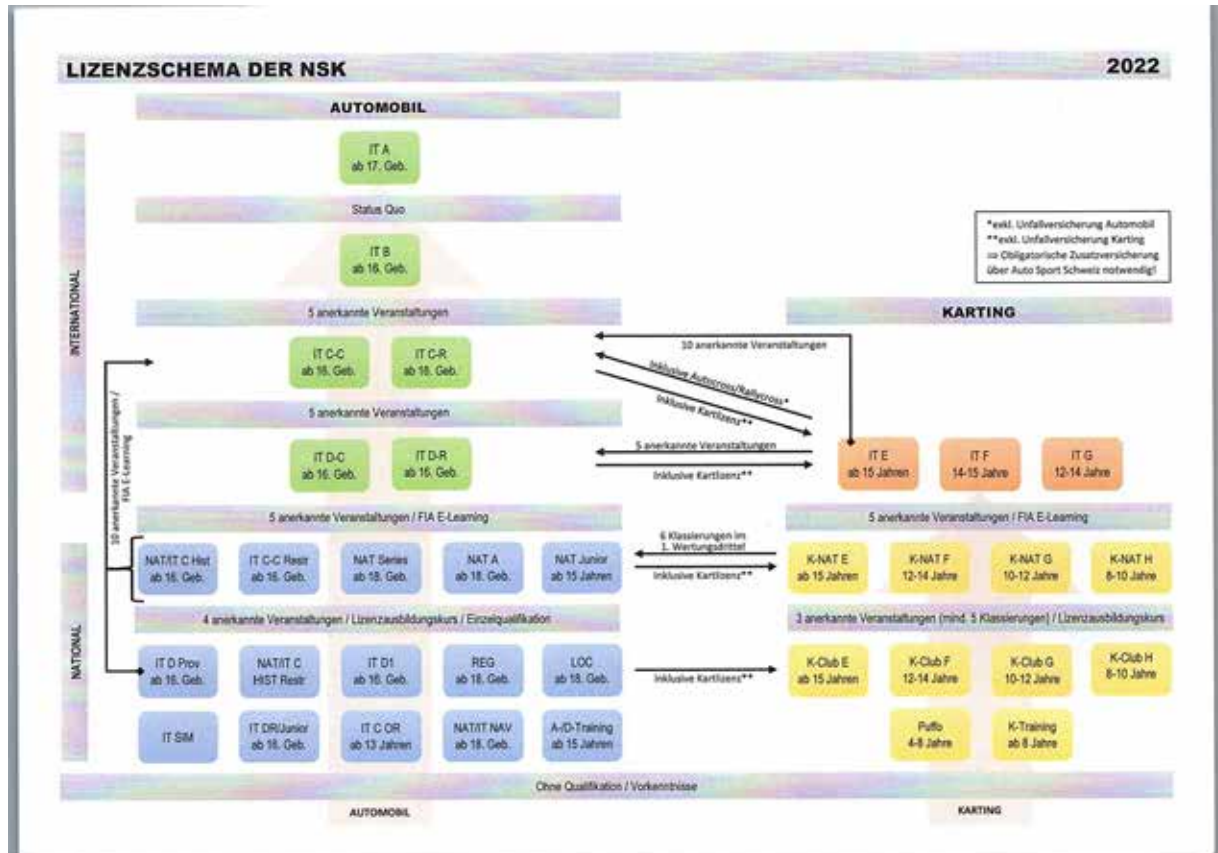 LIZENZSCHEMA DER NSK
2022
AUTOMOBIL
IT A
ab 17. Geb.
Status Quo
IT B
ab 16. Geb.
*exkl. Unfallversicherung Automobil
**exkl. Unfallversicherung Karting
⇒ Obligatorische Zusatzversicherung
über Auto Sport Schweiz notwendig!
INTERNATIONAL
5 anerkannte Veranstaltungen
KARTING
10 anerkannte Veranstaltungen
IT C-C
ab 16. Geb.
IT C-R
ab 18. Geb.
Inklusive Autocross/Rallycross*
Inklusive Kartlizenz**
5 anerkannte Veranstaltungen
IT D-C
ab 16. Geb.
IT D-R
ab 16. Geb.
5 anerkannte Veranstaltungen
Inklusive Kartlizenz**
IT E
ab 15 Jahren
IT F
14-15 Jahre
IT G
12-14 Jahre
10 anerkannte Veranstaltungen /
FIA E-Learning
5 anerkannte Veranstaltungen / FIA E-Learning
5 anerkannte Veranstaltungen / FIA E-Learning
NAT/IT C Hist
ab 16. Geb.
IT C-C Restr
ab 16. Geb.
NAT Series
ab 18. Geb.
NAT A
ab 18. Geb.
NAT Junior
ab 15 Jahren
6 Klassierungen im
1. Wertungsdrittel
Inklusive Kartlizenz**
K-NAT E
ab 15 Jahren
K-NAT F
12-14 Jahre
K-NAT G
10-12 Jahre
K-NAT H
8-10 Jahre
NATIONAL
4 anerkannte Veranstaltungen / Lizenzausbildungskurs / Einzelqualifikation
3 anerkannte Veranstaltungen (mind. 5 Klassierungen) / Lizenzausbildungskurs
IT D Prov
ab 16. Geb.
NAT/IT C
HIST Restr
IT D1
ab 16. Geb.
REG
ab 18. Geb.
LOC
ab 18. Geb.
Inklusive Kartlizenz**
K-Club E
ab 15 Jahren
K-Club F
12-14 Jahre
K-Club G
10-12 Jahre
K-Club H
8-10 Jahre
IT SIM
IT DR/Junior
ab 16. Geb.
IT C OR
ab 13 Jahren
NAT/IT NAV
ab 18. Geb.
A-/D-Training
ab 15 Jahren
Puffo
4-8 Jahre
K-Training
ab 8 Jahre
Ohne Qualifikation / Vorkenntnisse
AUTOMOBIL
KARTING